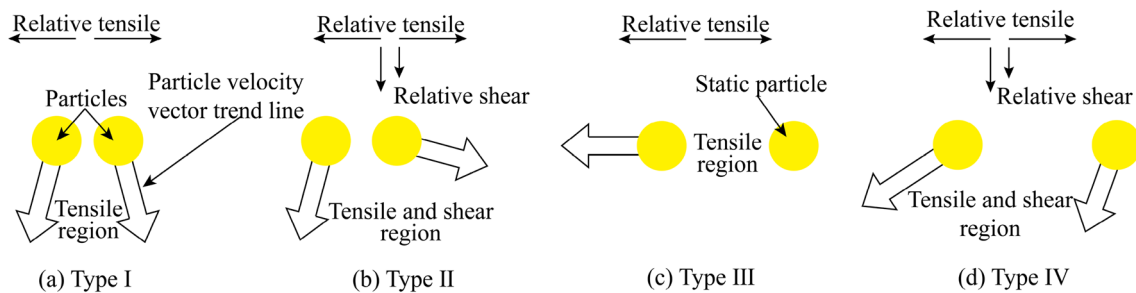 Relative tensile
Particles
Particle velocity
vector trend line
Tensile
region
(a) Type I
Relative tensile
Relative shear
Tensile and shear
region
(b) Type II
Relative tensile
Static particle
Tensile
region
(c) Type III
Relative tensile
Relative shear
Tensile and shear
region
(d) Type IV